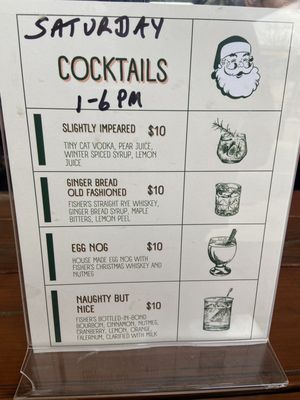 SATURDAY
COCKTAILS
1-6 PM
SLIGHTLY IMPEARED $10
TINY CAT VODKA, PEAR JUICE,
WINTER SPICED SYRUP, LEMON
JUICE
GINGER BREAD
OLD FASHIONED $10
FISHER'S STRAIGHT RYE WHISKEY,
GINGER BREAD SYRUP, MAPLE
BITTERS, LEMON PEEL
EGG NOG $10
HOUSE MADE EGG NOG WITH
FISHER'S CHRISTMAS WHISKEY AND
NUTMEG
NAUGHTY BUT
NICE $10
FISHER'S BOTTLED-IN-BOND
BOURBON, CINNAMON, NUTMEG,
CRANBERRY, LEMON, ORANGE,
FALERNUM, CLARIFIED WITH MILK